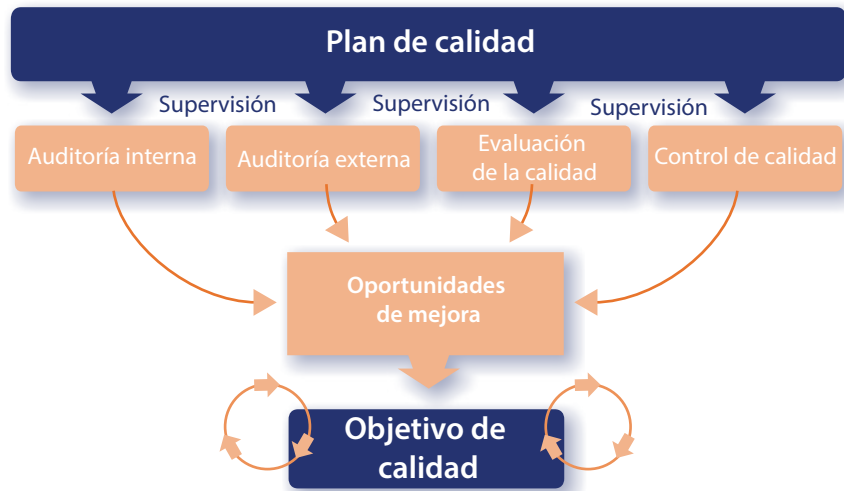 Plan de calidad
Supervisión
Supervisión
Supervisión
Auditoría interna
Auditoría externa
Evaluación
de la calidad
Control de calidad
Oportunidades
de mejora
Objetivo de
calidad